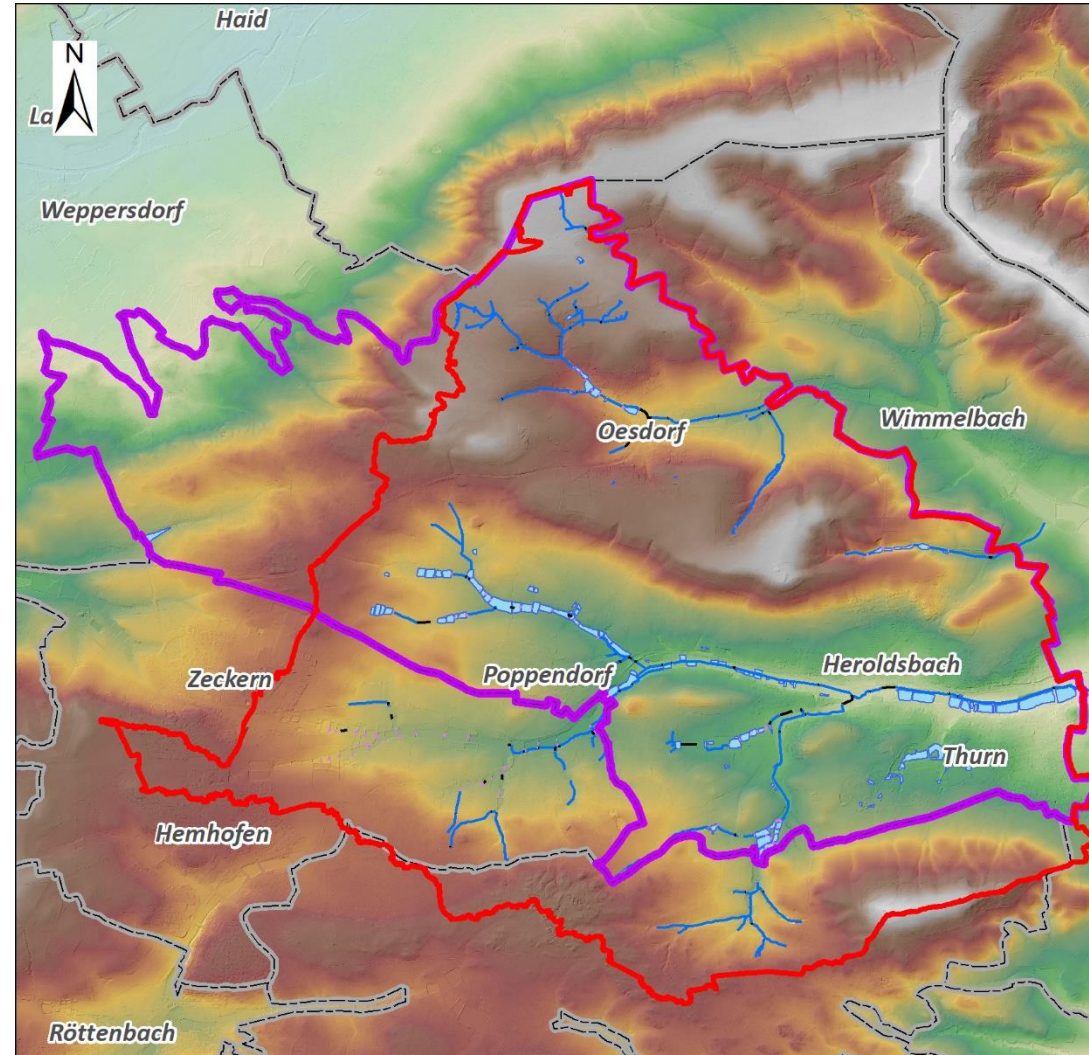 Haid
N
La
Weppersdorf
Oesdorf
Wimmelbach
Zeckern
Poppendorf
Heroldsbach
Thurn
Hemhofen
Röttenbach